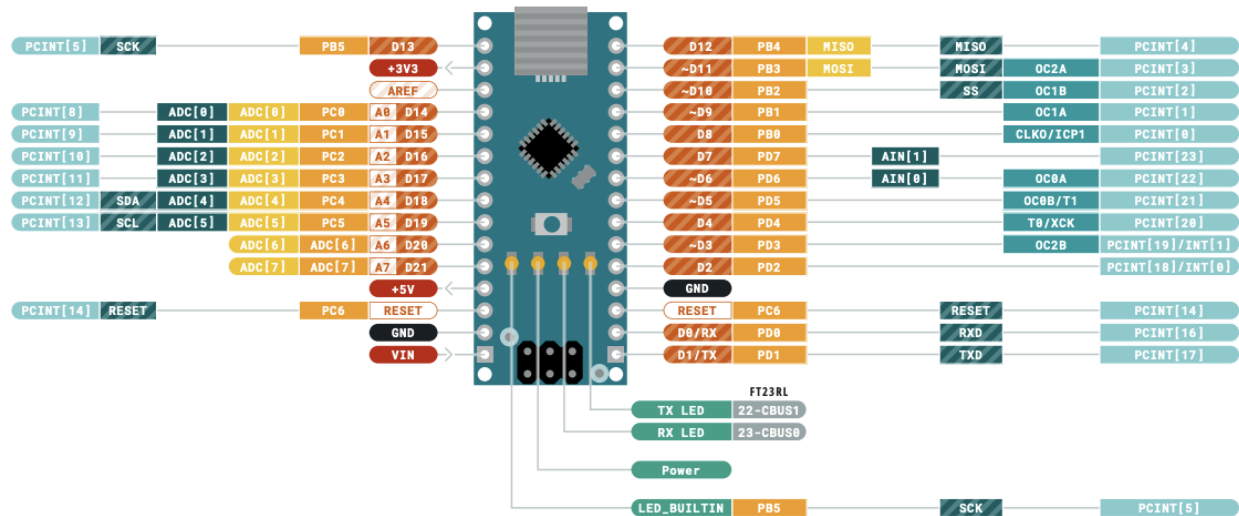 PCINT[5] SCK PB5 D13 D12 PB4 MISO MISO PCINT[4]
+3V3 ~D11 PB3 MOSI MOSI OC2A PCINT[3]
AREF ~D10 PB2 SS OC1B PCINT[2]
PCINT[8] ADC[0] ADC[0] PC0 A0 D14 ~D9 PB1 OC1A PCINT[1]
PCINT[9] ADC[1] ADC[1] PC1 A1 D15 D8 PB0 CLKO/ICP1 PCINT[0]
PCINT[10] ADC[2] ADC[2] PC2 A2 D16 D7 PD7 AIN[1] PCINT[23]
PCINT[11] ADC[3] ADC[3] PC3 A3 D17 ~D6 PD6 AIN[0] OC0A PCINT[22]
PCINT[12] SDA ADC[4] ADC[4] PC4 A4 D18 ~D5 PD5 OC0B/T1 PCINT[21]
PCINT[13] SCL ADC[5] ADC[5] PC5 A5 D19 D4 PD4 T0/XCK PCINT[20]
ADC[6] ADC[6] A6 D20 ~D3 PD3 OC2B PCINT[19]/INT[1]
ADC[7] ADC[7] A7 D21 D2 PD2 PCINT[18]/INT[0]
+5V GND
PCINT[14] RESET PC6 RESET RESET PC6 RESET PCINT[14]
GND D0/RX PD0 RXD PCINT[16]
VIN D1/TX PD1 TXD PCINT[17]
FT23RL
TX LED 22-CBUS1
RX LED 23-CBUS0
Power
LED_BUILTIN PB5 SCK PCINT[5]